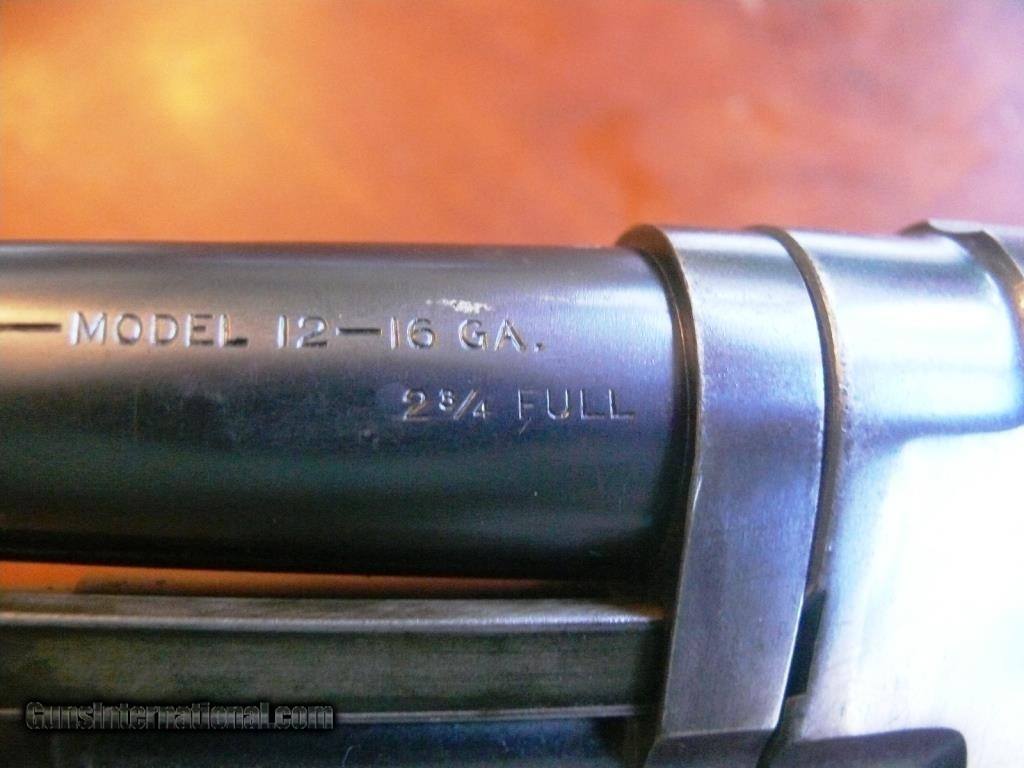 —MODEL 12—16 GA.
2¾ FULL
GunsInternational.com